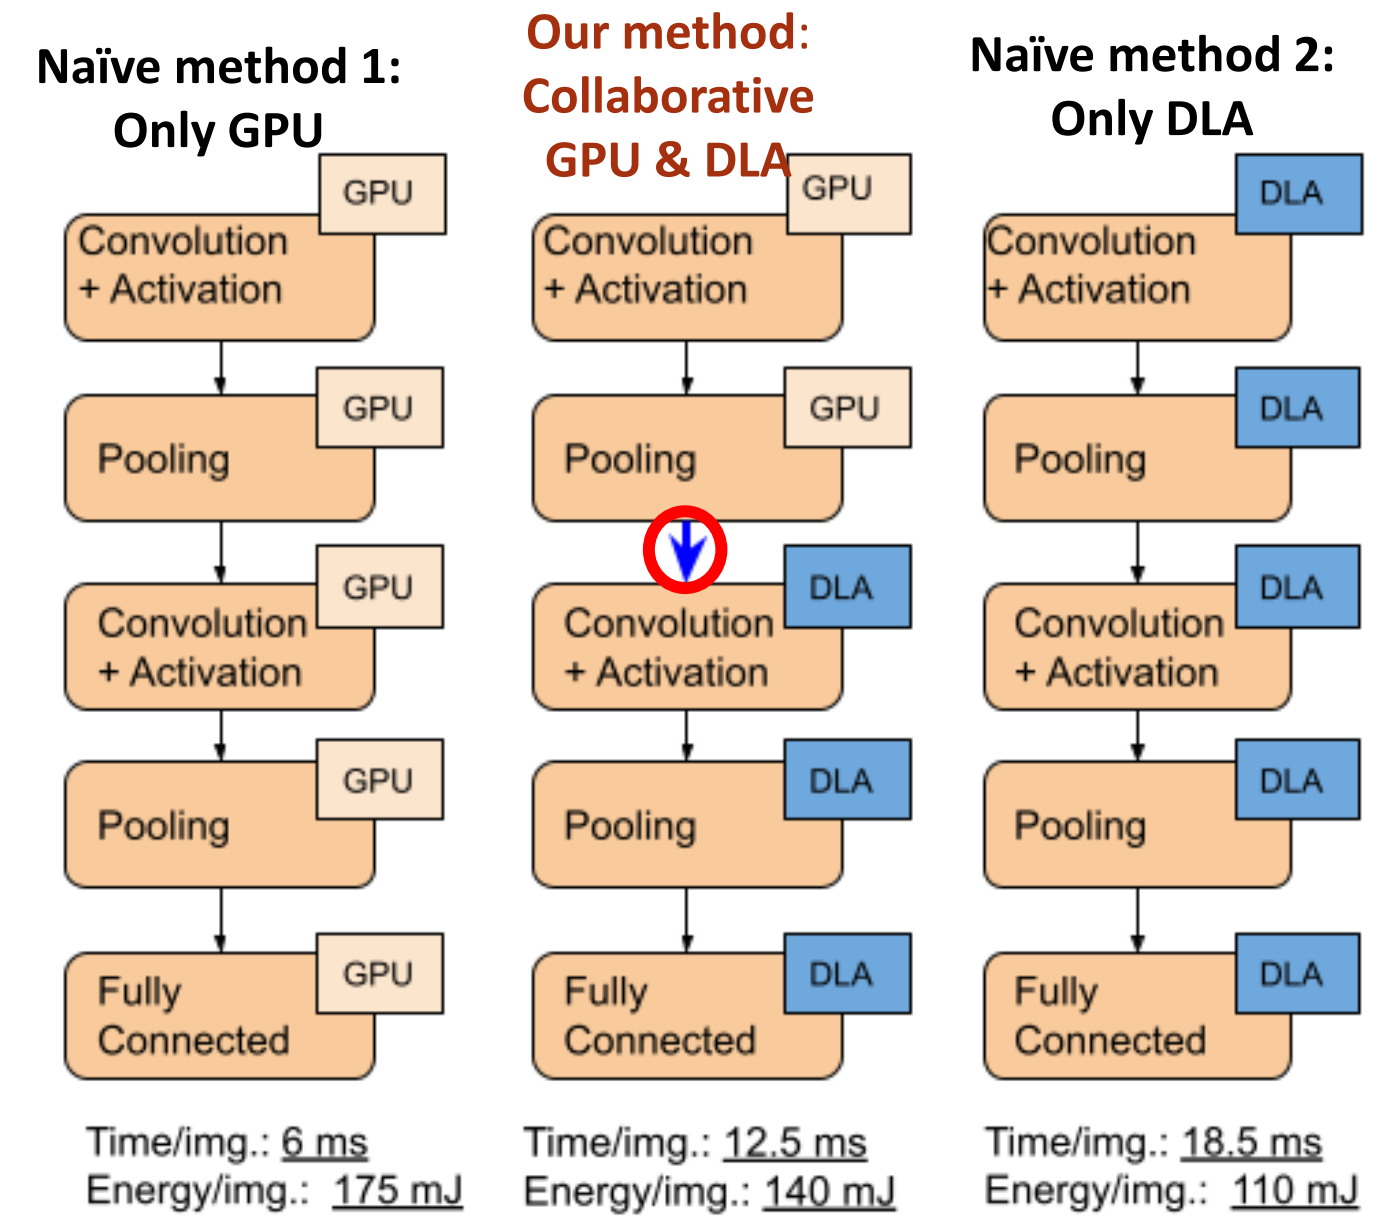 Naïve method 1:
Only GPU
GPU
Convolution
+ Activation
GPU
Pooling
GPU
Convolution
+ Activation
GPU
Pooling
GPU
Fully
Connected
Time/img.: 6 ms
Energy/img.: 175 mJ
Our method:
Collaborative
GPU & DLA
GPU
Convolution
+ Activation
GPU
Pooling
DLA
Convolution
+ Activation
DLA
Pooling
DLA
Fully
Connected
Time/img.: 12.5 ms
Energy/img.: 140 mJ
Naïve method 2:
Only DLA
DLA
Convolution
+ Activation
DLA
Pooling
DLA
Convolution
+ Activation
DLA
Pooling
DLA
Fully
Connected
Time/img.: 18.5 ms
Energy/img.: 110 mJ